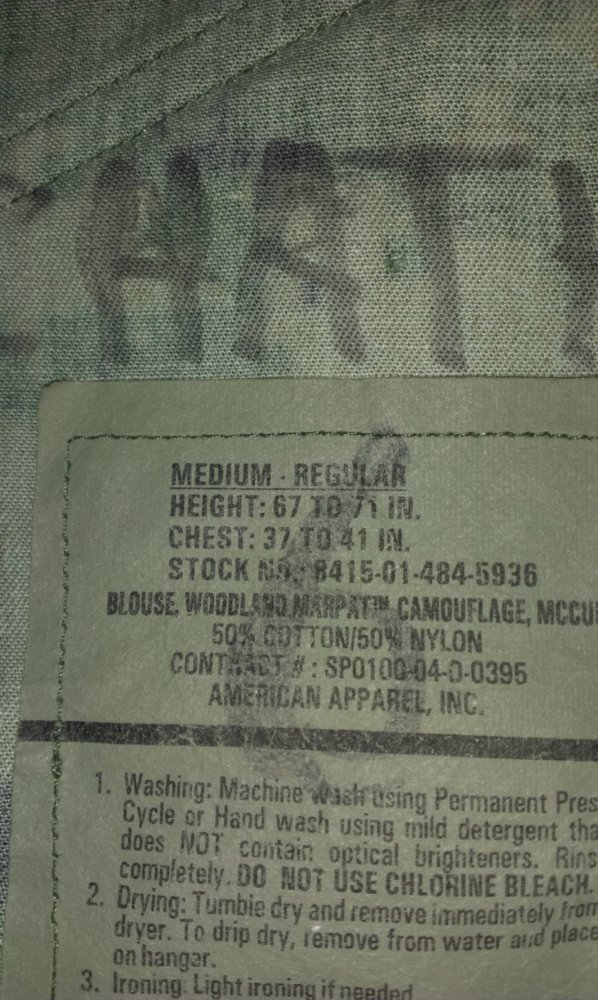 HAT
MEDIUM - REGULAR
HEIGHT: 67 TO 71 IN.
CHEST: 37 TO 41 IN.
STOCK NO.: 8415-01-484-5936
BLOUSE, WOODLAND MARPAT™ CAMOUFLAGE, MCCU
50% COTTON/50% NYLON
CONTRACT #: SP0100-04-D-0395
AMERICAN APPAREL, INC.
1. Washing: Machine wash using Permanent Pres
Cycle or Hand wash using mild detergent tha
does NOT contain optical brighteners. Rins
completely. DO NOT USE CHLORINE BLEACH.
2. Drying: Tumble dry and remove immediately from
dryer. To drip dry, remove from water and place
on hanger.
3. Ironing: Light ironing if needed